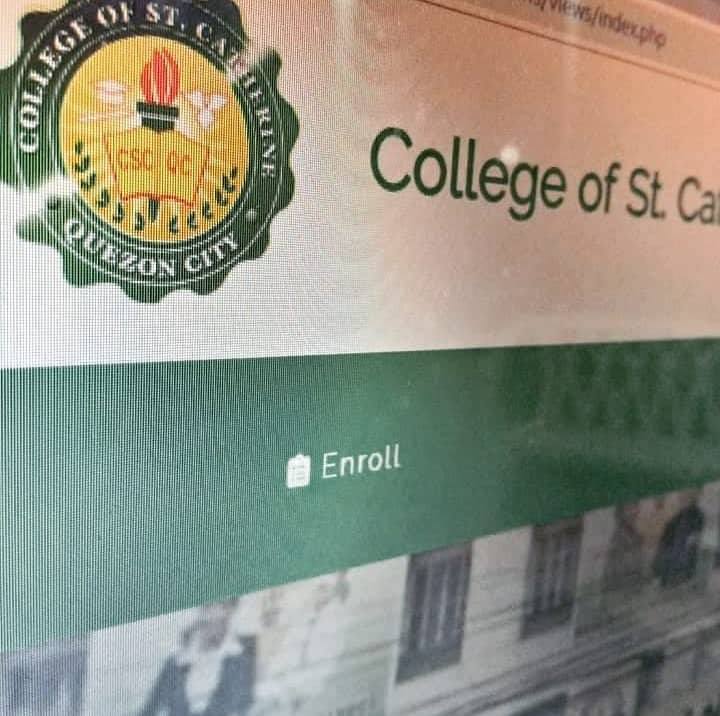 /views/index.php
COLLEGE OF ST. CATHERINE
CSC QC
QUEZON CITY
College of St. Ca
Enroll